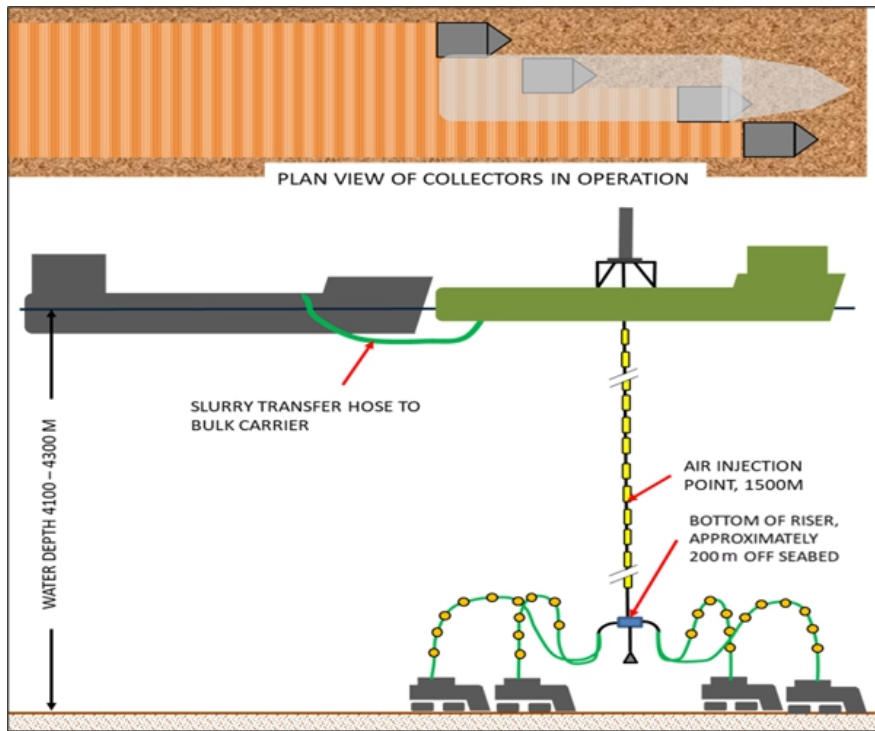 PLAN VIEW OF COLLECTORS IN OPERATION
SLURRY TRANSFER HOSE TO
BULK CARRIER
WATER DEPTH 4100 – 4300 M
AIR INJECTION
POINT, 1500M
BOTTOM OF RISER,
APPROXIMATELY
200 m OFF SEABED